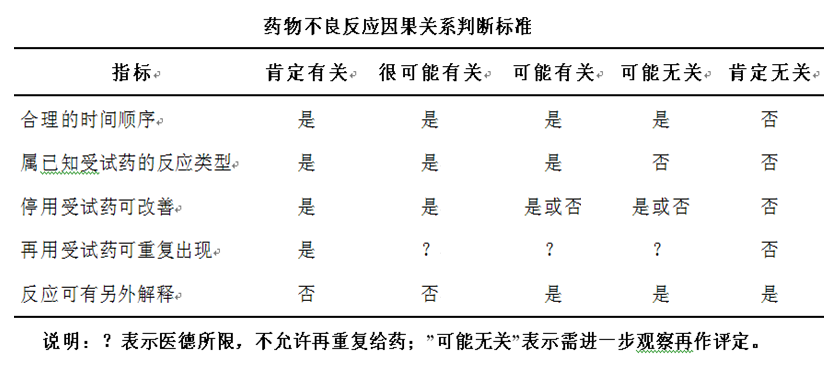 药物不良反应因果关系判断标准
指标 肯定有关 很可能有关 可能有关 可能无关 肯定无关
合理的时间顺序 是 是 是 是 否
属已知受试药的反应类型 是 是 是 否 否
停用受试药可改善 是 是 是或否 是或否 否
再用受试药可重复出现 是 ? ? ? 否
反应可有另外解释 否 否 是 是 是
说明:? 表示医德所限，不允许再重复给药；”可能无关”表示需进一步观察再作评定。